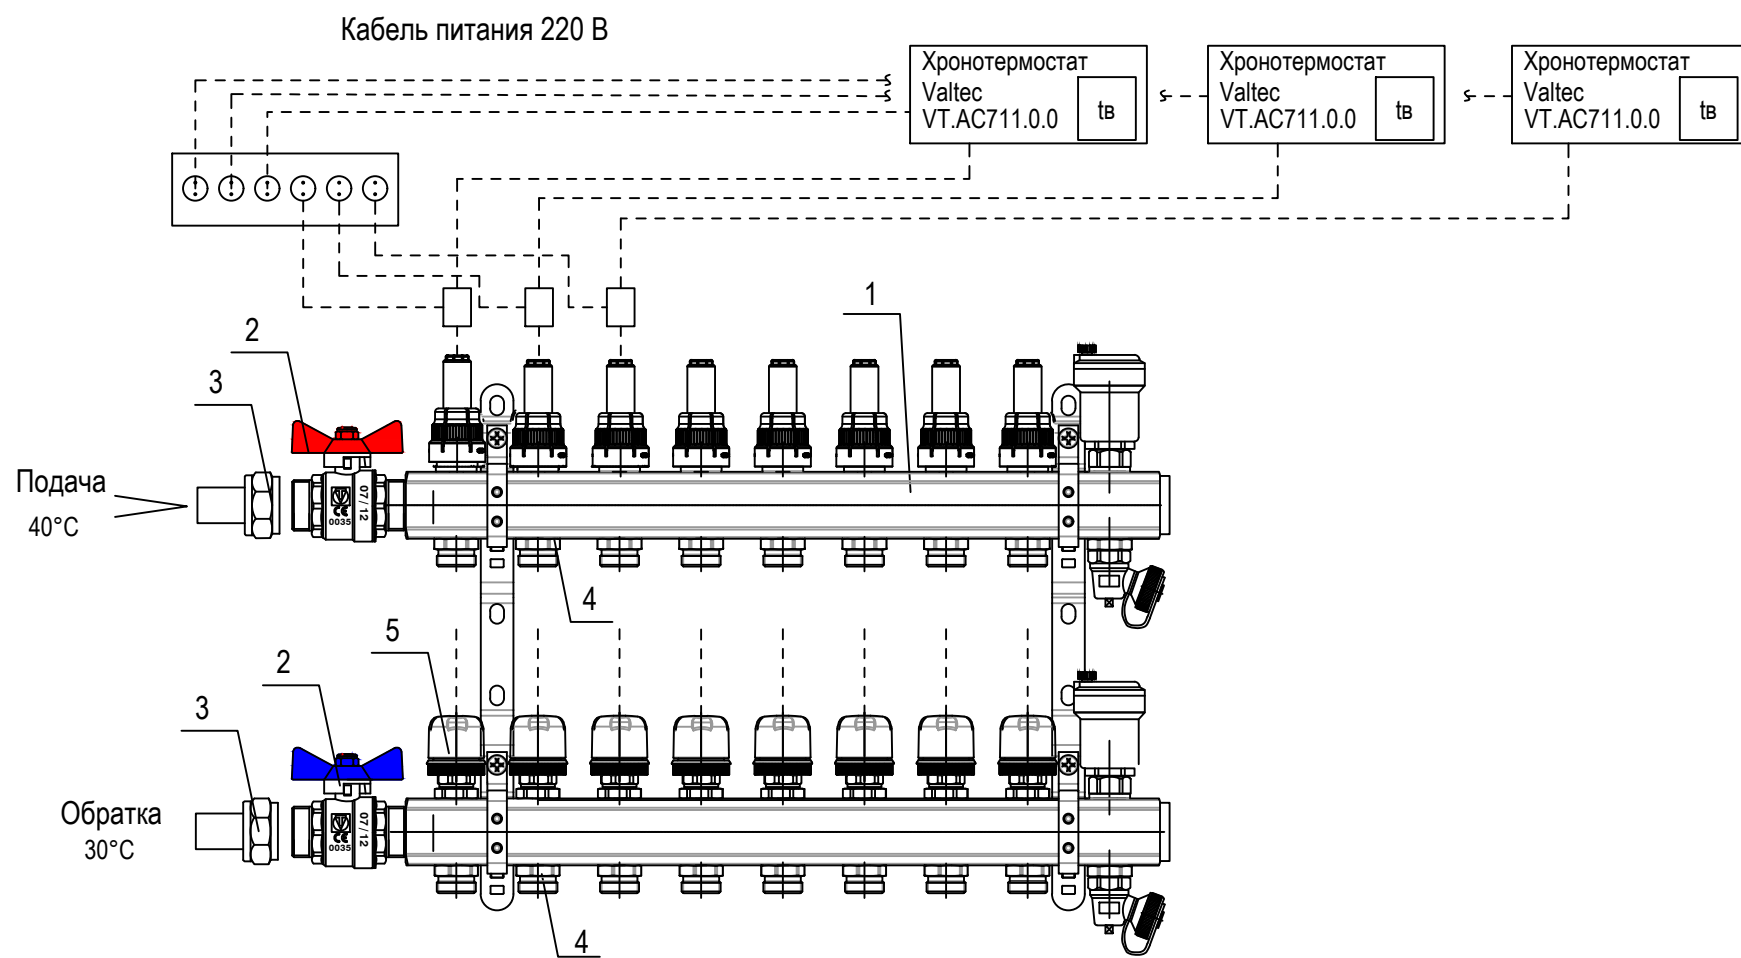 Кабель питания 220 В
Хронотермостат
Valtec
VT.AC711.0.0
tв
Хронотермостат
Valtec
VT.AC711.0.0
tв
Хронотермостат
Valtec
VT.AC711.0.0
tв
1
2
3
Подача
40°C
07 / 12
CE
0035
4
5
2
3
Обратка
30°C
07 / 12
CE
0035
4